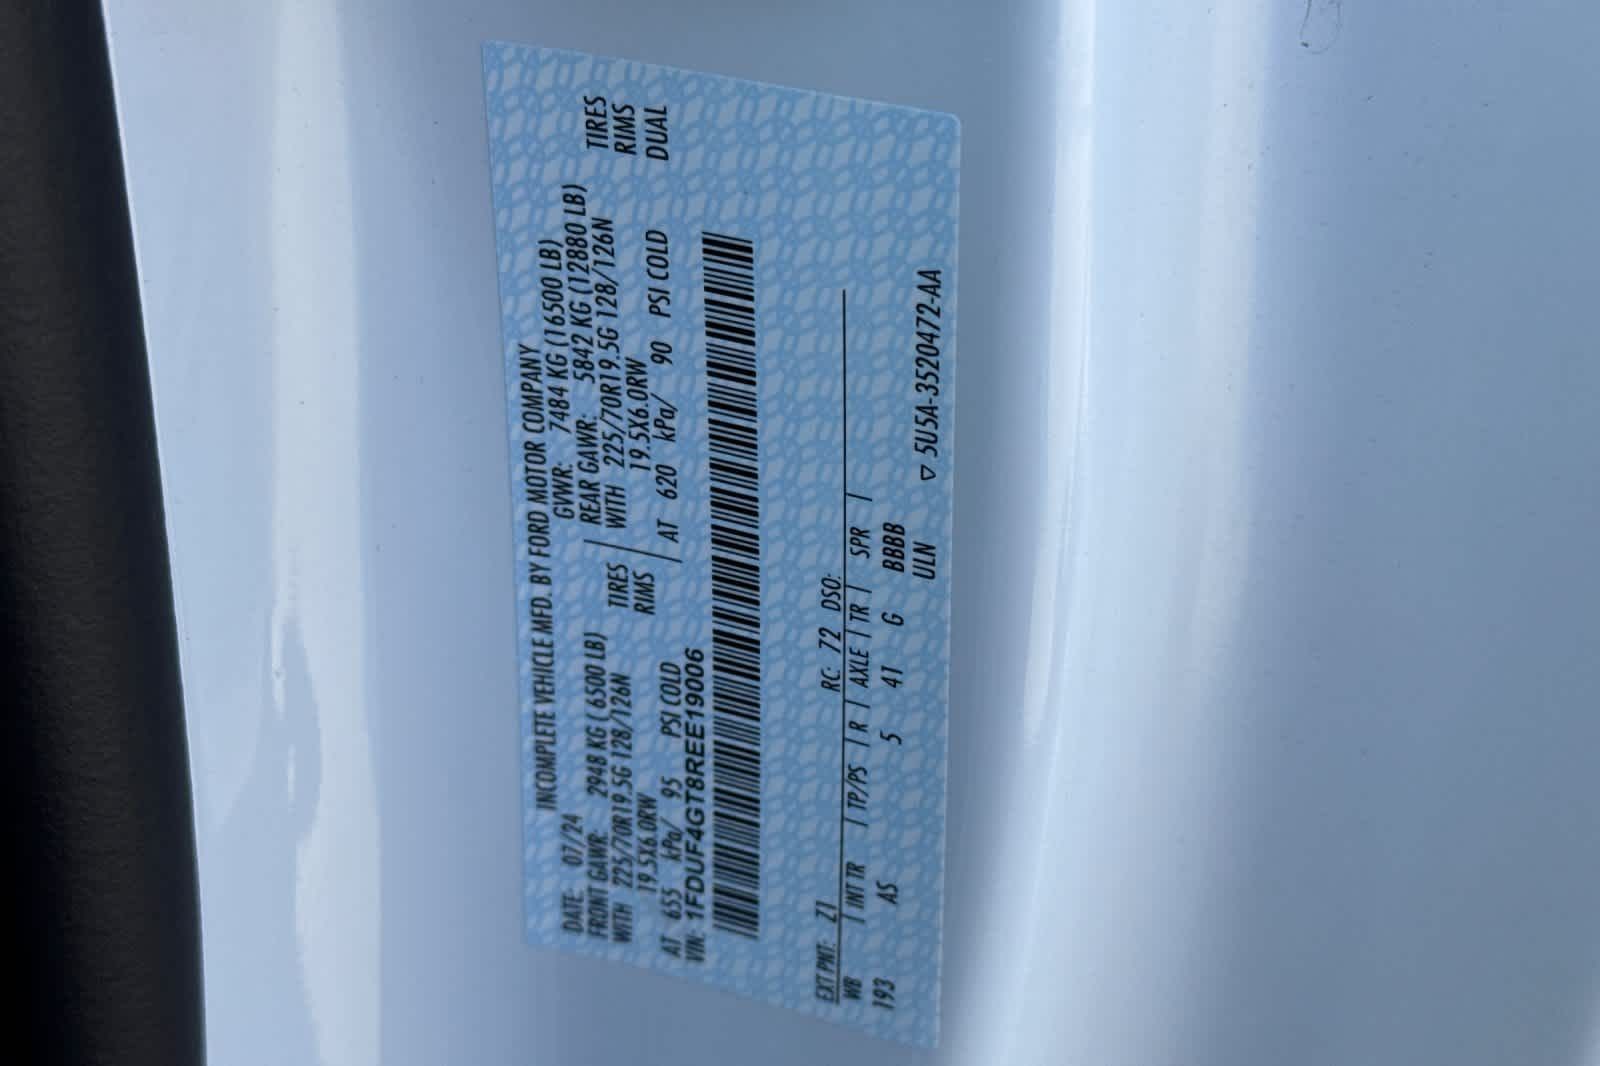 INCOMPLETE VEHICLE MFD. BY FORD MOTOR COMPANY
DATE: 07/24 GVWR: 7484 KG (16500 LB)
FRONT GAWR: 2948 KG (6500 LB) REAR GAWR: 5842 KG (12880 LB)
WITH 225/70R19.5G 128/126N TIRES WITH 225/70R19.5G 128/126N TIRES
19.5X6.0RW RIMS 19.5X6.0RW RIMS
AT 655 kPa/ 95 PSI COLD AT 620 kPa/ 90 PSI COLD DUAL
VIN: 1FDUF4GT8REE19006
EXT PNT: Z1 RC: 72 DSO:
WB | INT TR | TP/PS | R | AXLE | TR | SPR |
193 AS 5 41 G BBBB
ULN
▽ 5U5A-3520472-AA